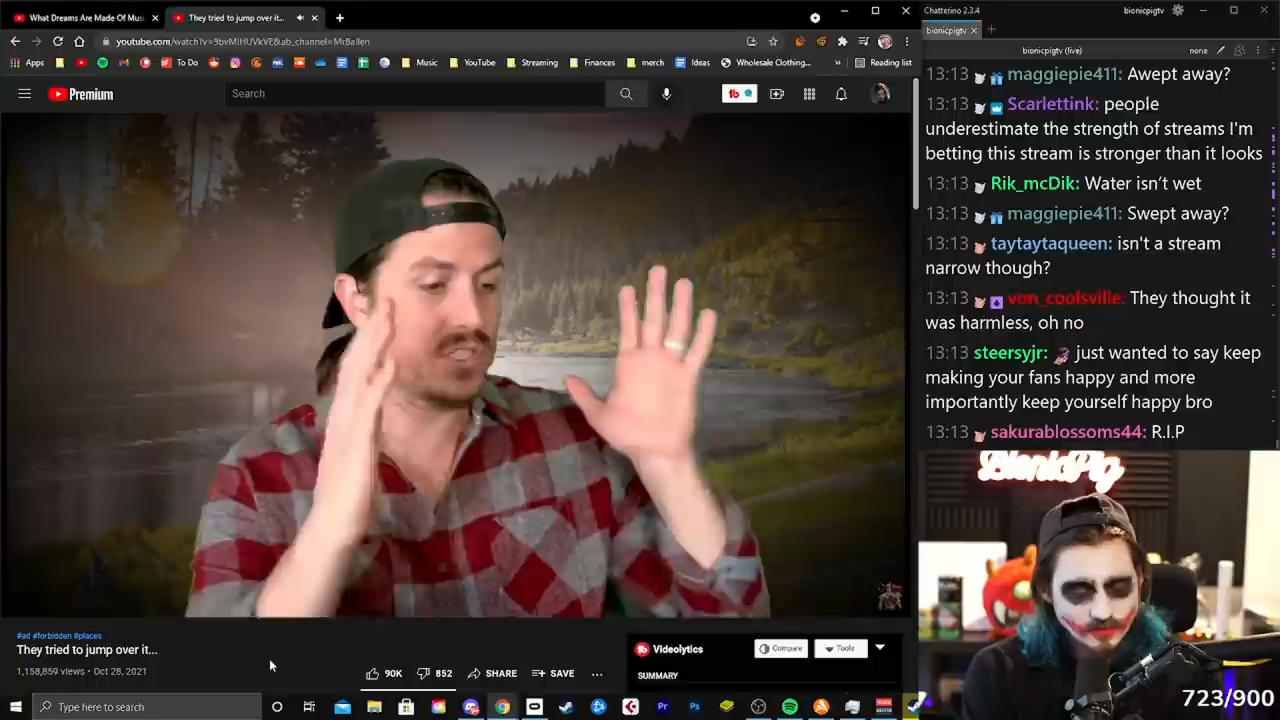 What Dreams Are Made Of Mus
They tried to jump over it...
youtube.com/watch?v=9bvMIHUVkVE&ab_channel=MrBallen
Apps
To Do
Music
YouTube
Streaming
Finances
merch
Ideas
Wholesale Clothing...
»
Reading list
Premium
Search
tb
#ad #forbidden #places
They tried to jump over it...
1,158,859 views • Oct 28, 2021
90K
852
SHARE
SAVE
Videolytics
Compare
Tools
SUMMARY
Type here to search
Chatterino 2.3.4
bionicpigtv
bionicpigtv
bionicpigtv (live)
none
13:13 maggiepie411: Awept away?
13:13 Scarlettink: people
underestimate the strength of streams I'm
betting this stream is stronger than it looks
13:13 Rik_mcDik: Water isn’t wet
13:13 maggiepie411: Swept away?
13:13 taytaytaqueen: isn't a stream
narrow though?
13:13 von_coolsville: They thought it
was harmless, oh no
13:13 steersyjr: just wanted to say keep
making your fans happy and more
importantly keep yourself happy bro
13:13 sakurablossoms44: R.I.P
BionicPig
723/900